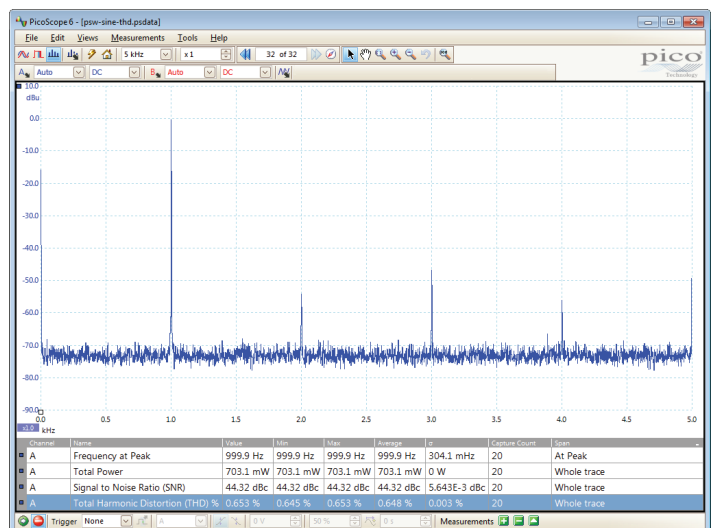 PicoScope 6 - [psw-sine-thd.psdata]
File Edit Views Measurements Tools Help
5 kHz x 1 32 of 32
pico
Technology
A Auto DC B Auto DC
10.0
dBu
0.0
-10.0
-20.0
-30.0
-40.0
-50.0
-60.0
-70.0
-80.0
-90.0
0.0 0.5 1.0 1.5 2.0 2.5 3.0 3.5 4.0 4.5 5.0
x1.0 kHz
Channel Name Value Min Max Average σ Capture Count Span
A Frequency at Peak 999.9 Hz 999.9 Hz 999.9 Hz 999.9 Hz 304.1 mHz 20 At Peak
A Total Power 703.1 mW 703.1 mW 703.1 mW 703.1 mW 0 W 20 Whole trace
A Signal to Noise Ratio (SNR) 44.32 dBc 44.32 dBc 44.32 dBc 44.32 dBc 5.643E-3 dBc 20 Whole trace
A Total Harmonic Distortion (THD) % 0.653 % 0.645 % 0.653 % 0.648 % 0.003 % 20 Whole trace
Trigger None A 0 V 50 % 0 s Measurements